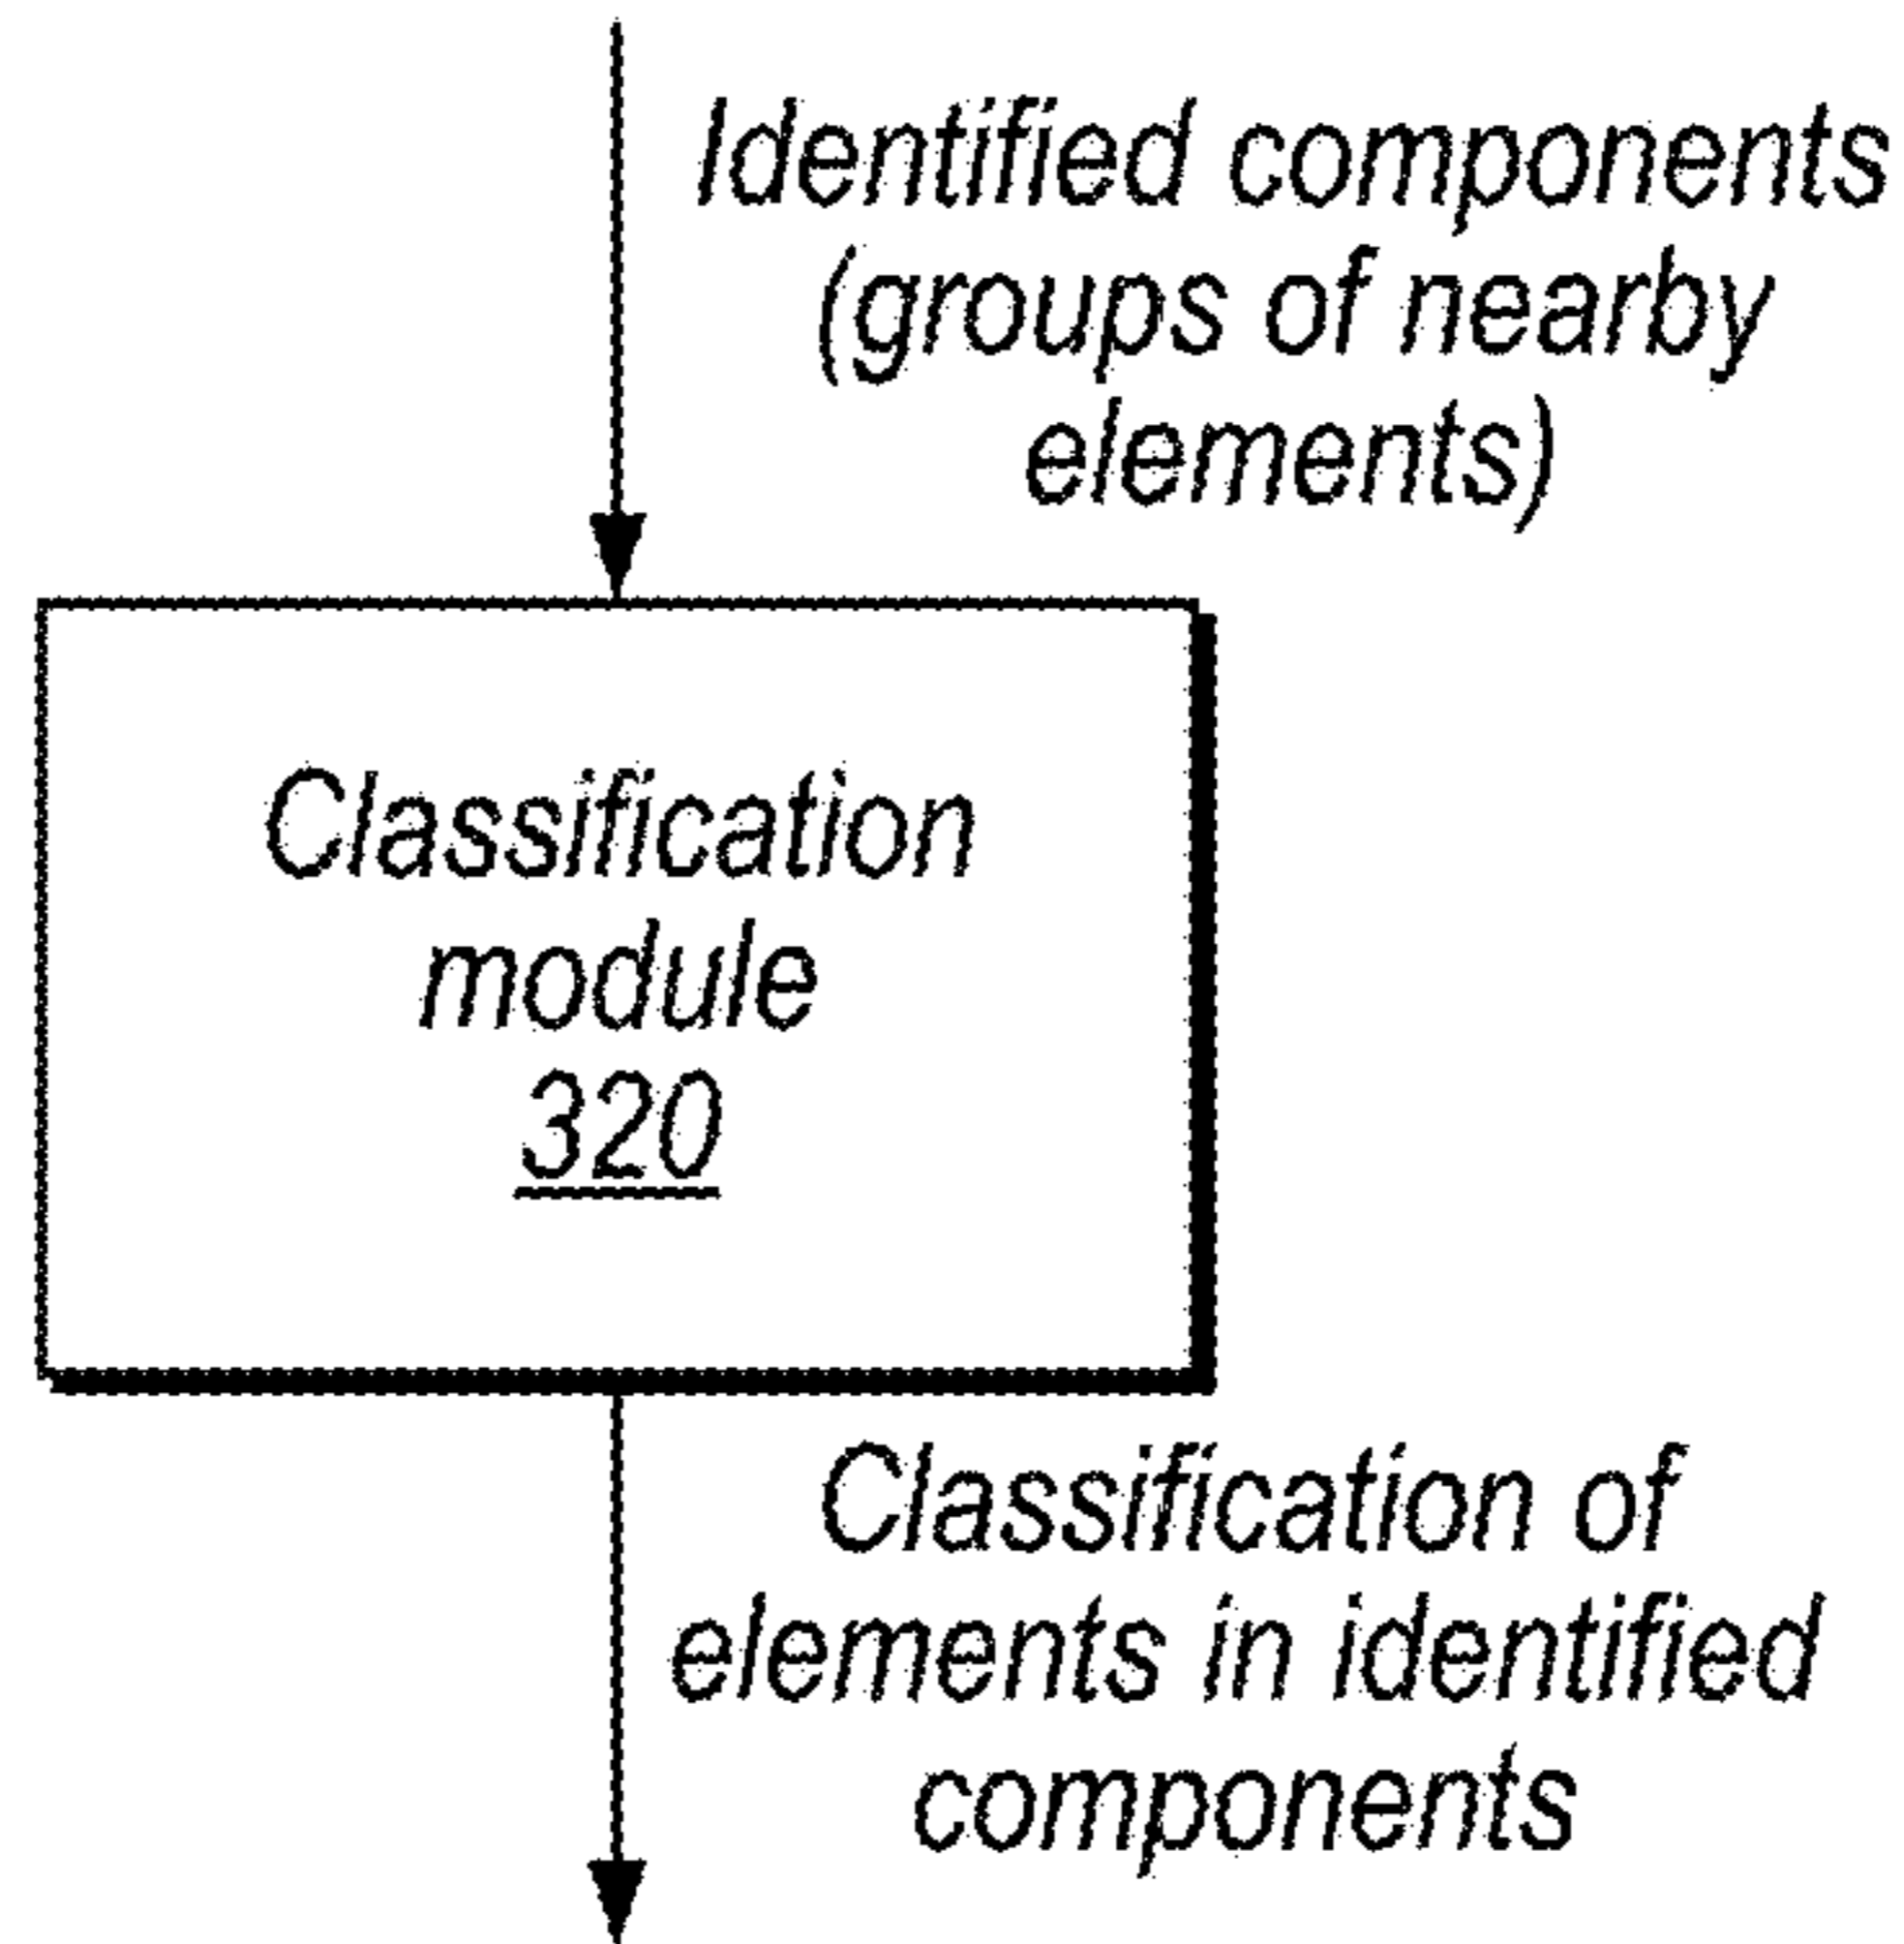 Identified components
(groups of nearby
elements)
Classification
module
320
Classification of
elements in identified
components